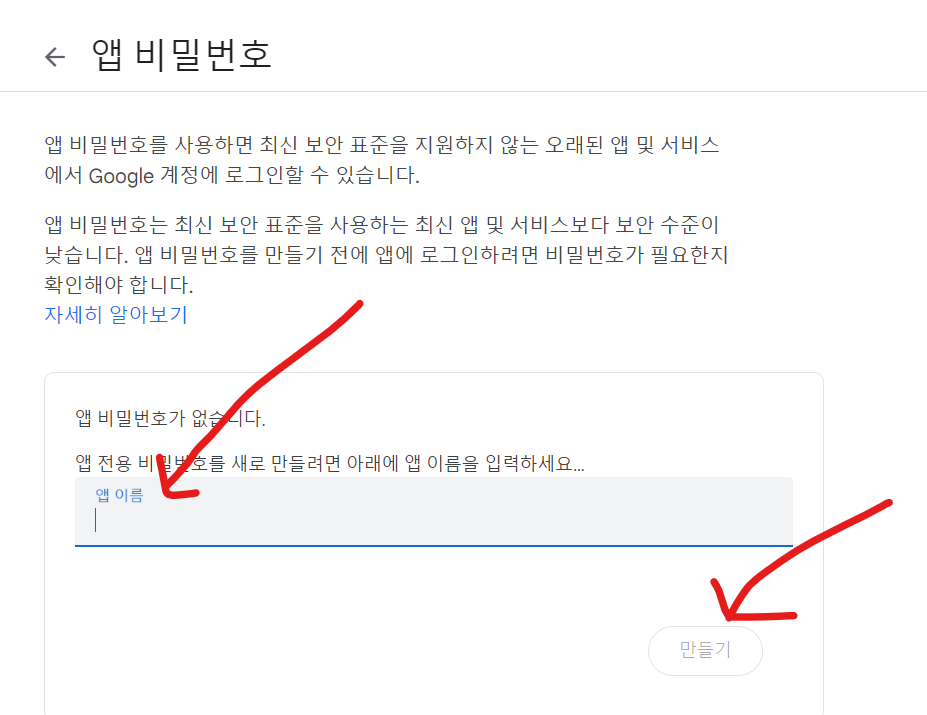 앱 비밀번호
앱 비밀번호를 사용하면 최신 보안 표준을 지원하지 않는 오래된 앱 및 서비스
에서 Google 계정에 로그인할 수 있습니다.
앱 비밀번호는 최신 보안 표준을 사용하는 최신 앱 및 서비스보다 보안 수준이
낮습니다. 앱 비밀번호를 만들기 전에 앱에 로그인하려면 비밀번호가 필요한지
확인해야 합니다.
자세히 알아보기
앱 비밀번호가 없습니다.
앱 전용 비밀번호를 새로 만들려면 아래에 앱 이름을 입력하세요...
앱 이름
만들기